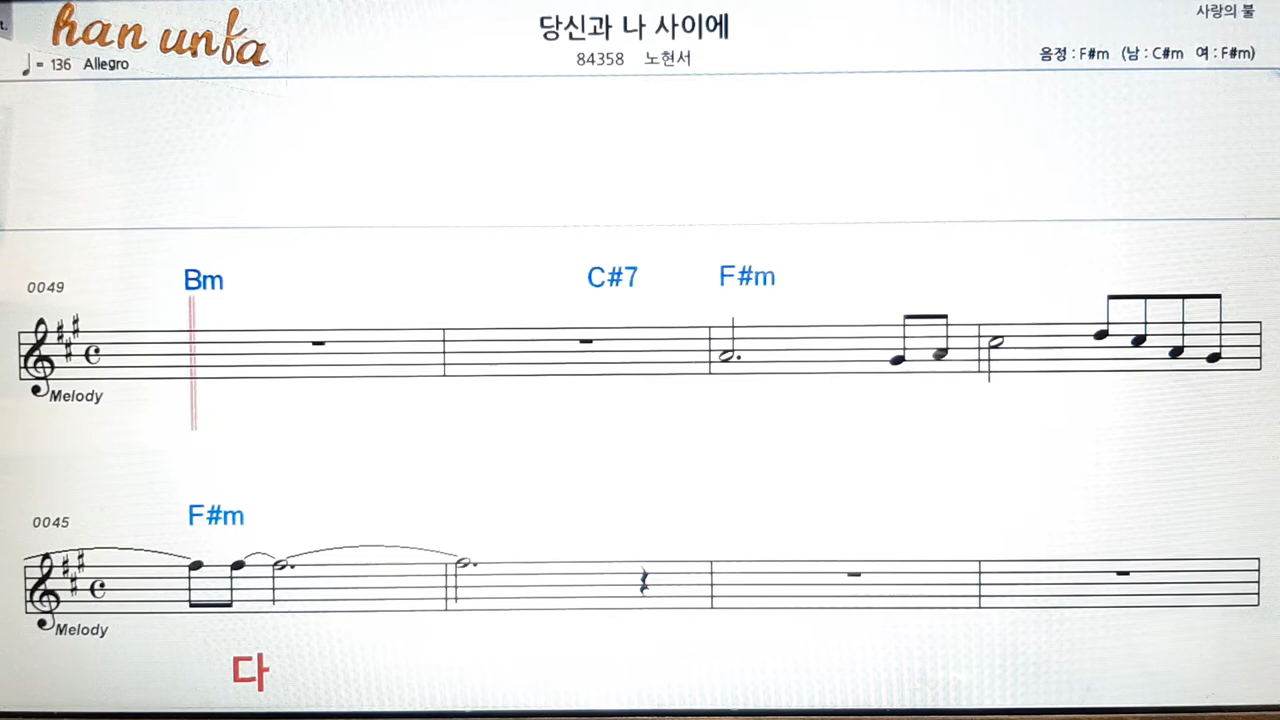 t.
han unfa
당신과 나 사이에
사랑의 불
♩ = 136 Allegro
84358 노현서
음정 : F#m (남 : C#m 여 : F#m)
0049
Bm C#7 F#m
Melody
0045
F#m
Melody
다